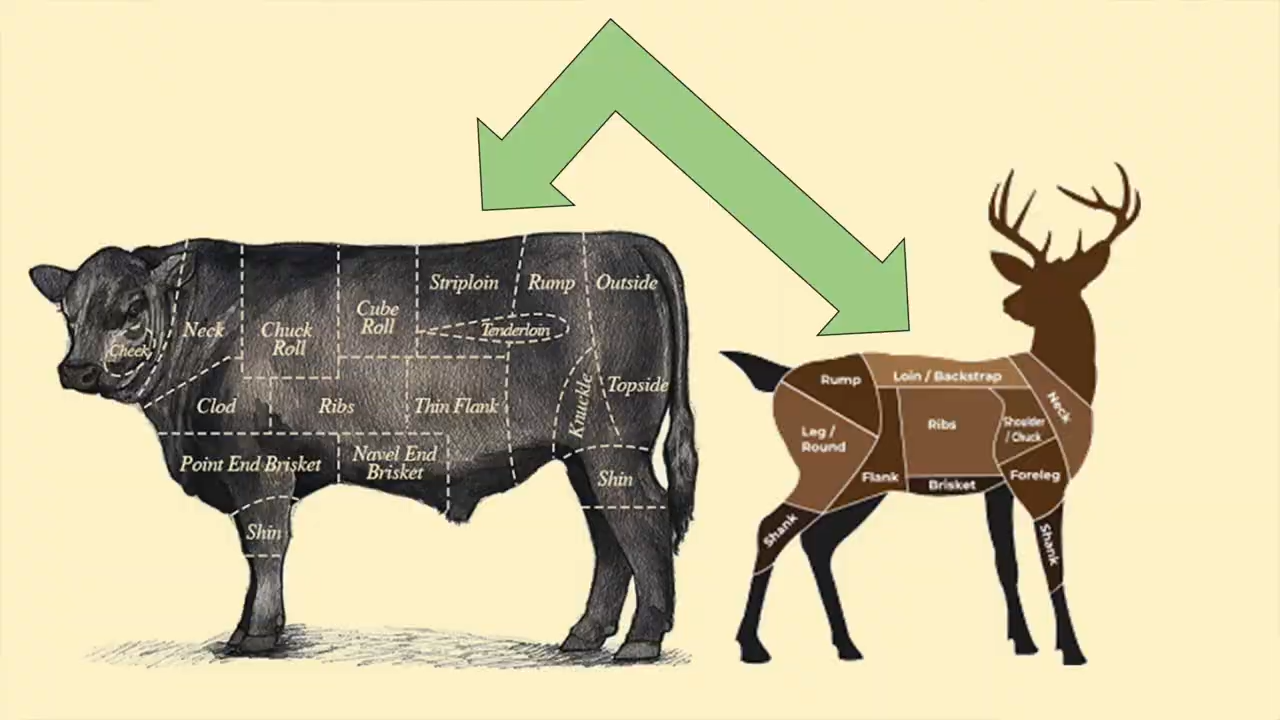 Striploin
Rump
Outside
Cube
Roll
Neck
Chuck
Roll
Tenderloin
Cheek
Knuckle
Topside
Clod
Ribs
Thin Flank
Point End Brisket
Navel End
Brisket
Shin
Shin
Rump
Loin / Backstrap
Neck
Ribs
Shoulder
/ Chuck
Leg /
Round
Flank
Brisket
Foreleg
Shank
Shank